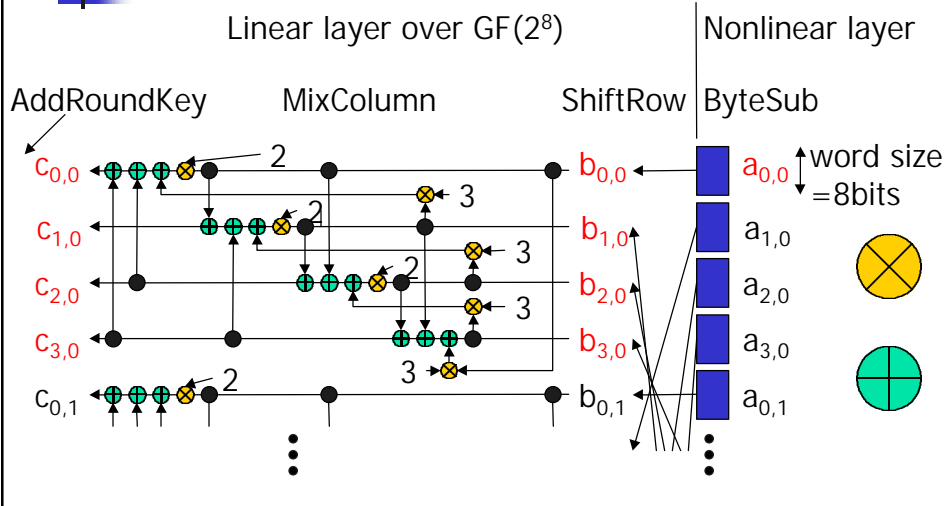 Linear layer over GF(2⁸) Nonlinear layer
AddRoundKey MixColumn ShiftRow ByteSub
c0,0 2 b0,0 a0,0 word size
=8bits
3
c1,0 2 b1,0 a1,0
3
c2,0 2 b2,0 a2,0
3
c3,0 b3,0 a3,0
3
c0,1 2 b0,1 a0,1